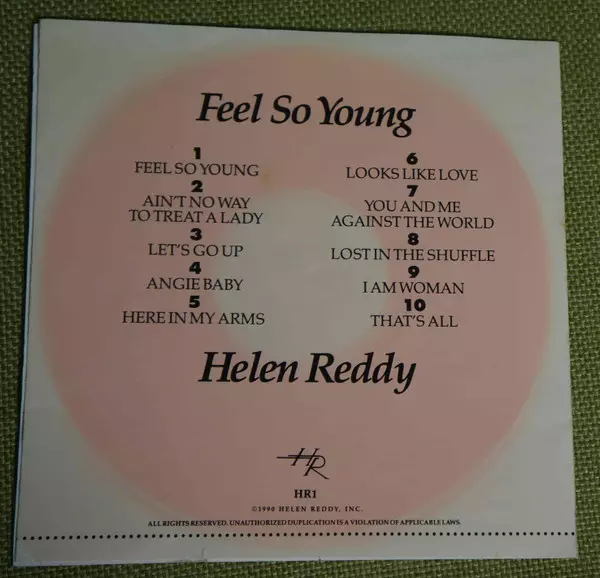 Feel So Young
1
FEEL SO YOUNG
2
AIN'T NO WAY
TO TREAT A LADY
3
LET'S GO UP
4
ANGIE BABY
5
HERE IN MY ARMS
6
LOOKS LIKE LOVE
7
YOU AND ME
AGAINST THE WORLD
8
LOST IN THE SHUFFLE
9
I AM WOMAN
10
THAT'S ALL
Helen Reddy
HR
HR1
©1990 HELEN REDDY, INC.
ALL RIGHTS RESERVED. UNAUTHORIZED DUPLICATION IS A VIOLATION OF APPLICABLE LAWS.